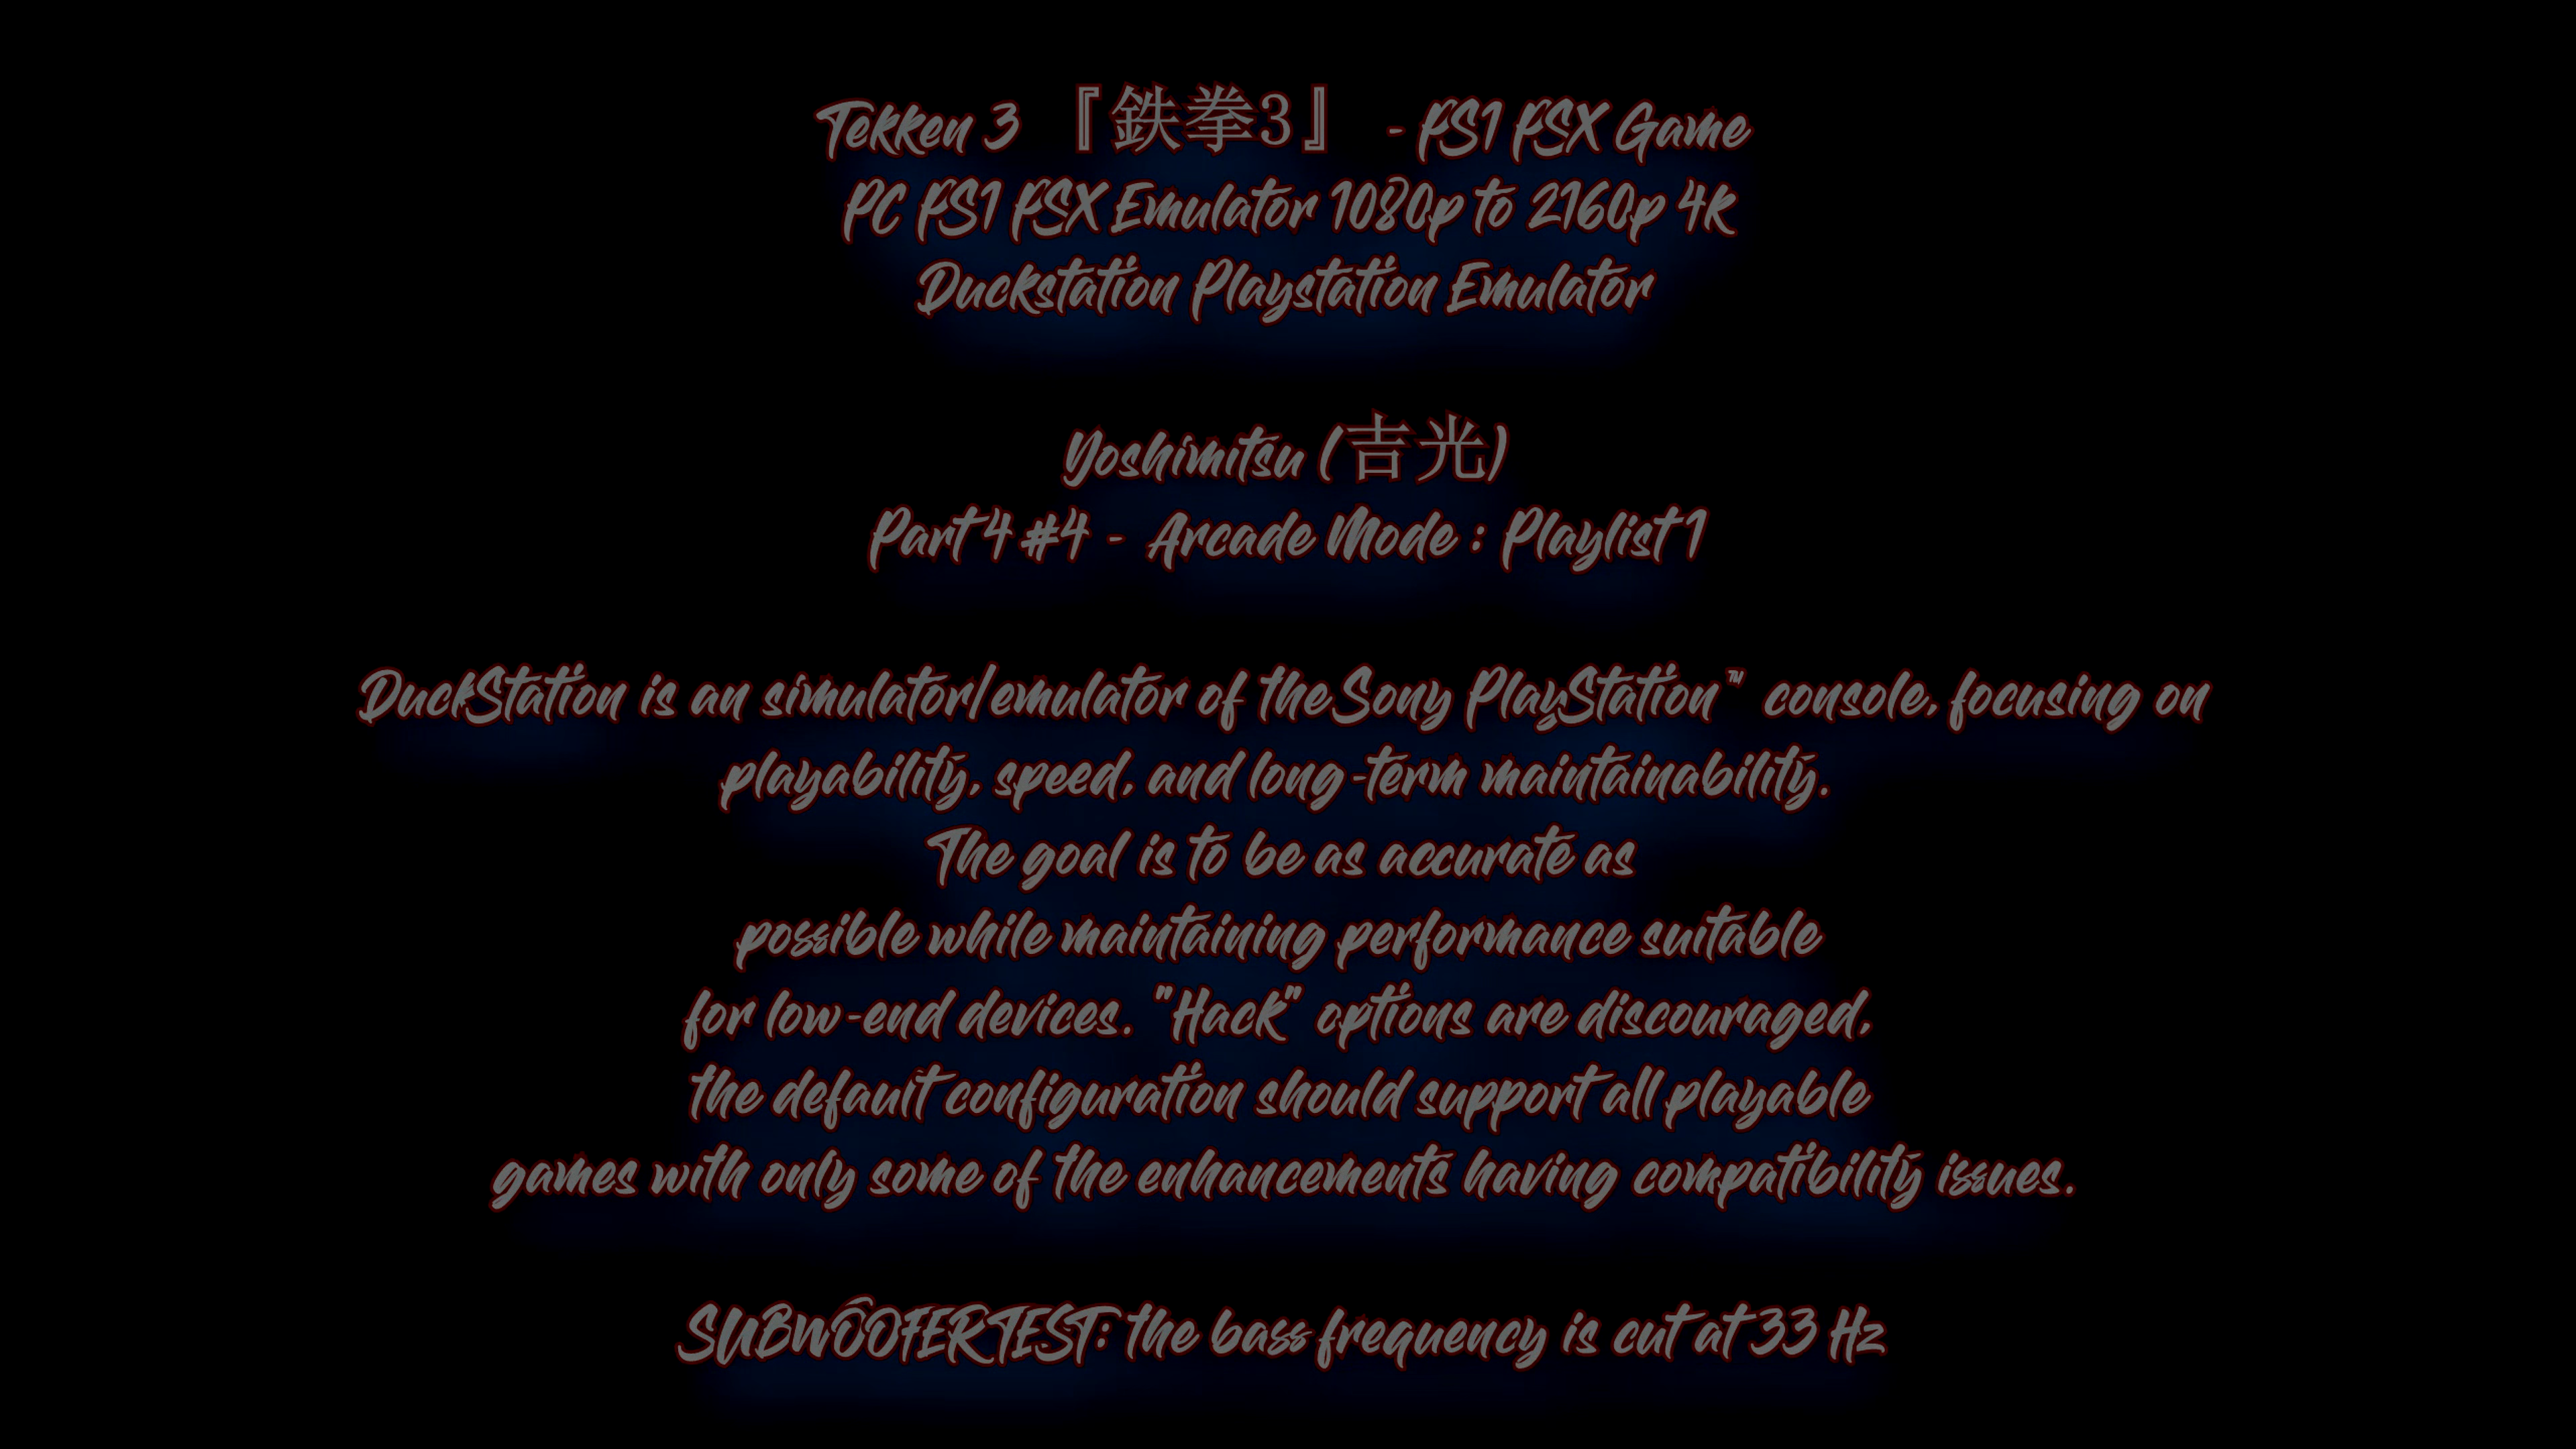 Tekken 3 『鉄拳3』 - PS1 PSX Game
PC PS1 PSX Emulator 1080p to 2160p 4k
Duckstation Playstation Emulator
Yoshimitsu (吉光)
Part 4 #4 - Arcade Mode : Playlist 1
DuckStation is an simulator/emulator of the Sony PlayStation™ console, focusing on
playability, speed, and long-term maintainability.
The goal is to be as accurate as
possible while maintaining performance suitable
for low-end devices. "Hack" options are discouraged,
the default configuration should support all playable
games with only some of the enhancements having compatibility issues.
SUBWOOFERTEST: the bass frequency is cut at 33 Hz